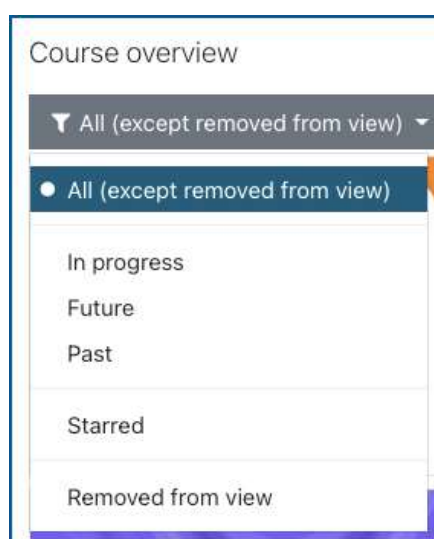 Course overview
All (except removed from view)
All (except removed from view)
In progress
Future
Past
Starred
Removed from view